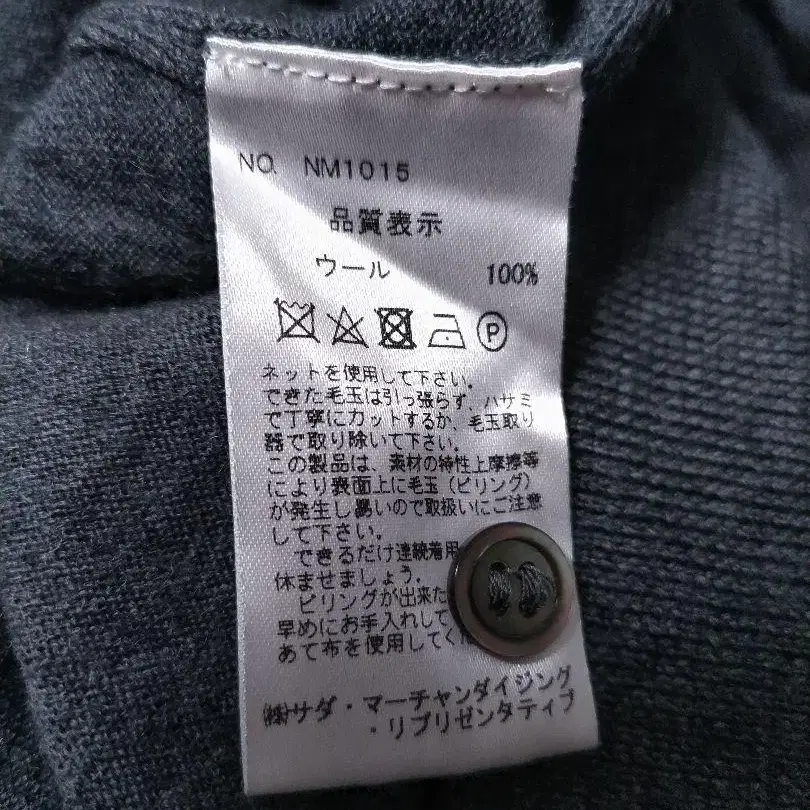 NO. NM1015
品質表示
ウール 100%
P
ネットを使用して下さい。
できた毛玉は引っ張らず、ハサミ
で丁寧にカットするか、毛玉取り
器で取り除いて下さい。
この製品は、素材の特性上摩擦等
により表面上に毛玉（ピリング）
が発生し易いので取扱いにご注意
して下さい。
できるだけ連続着用
休ませましょう。
ピリングが出来た
早めにお手入れして
あて布を使用してく
㈱サダ・マーチャンダイジング
・リプリゼンタティブ